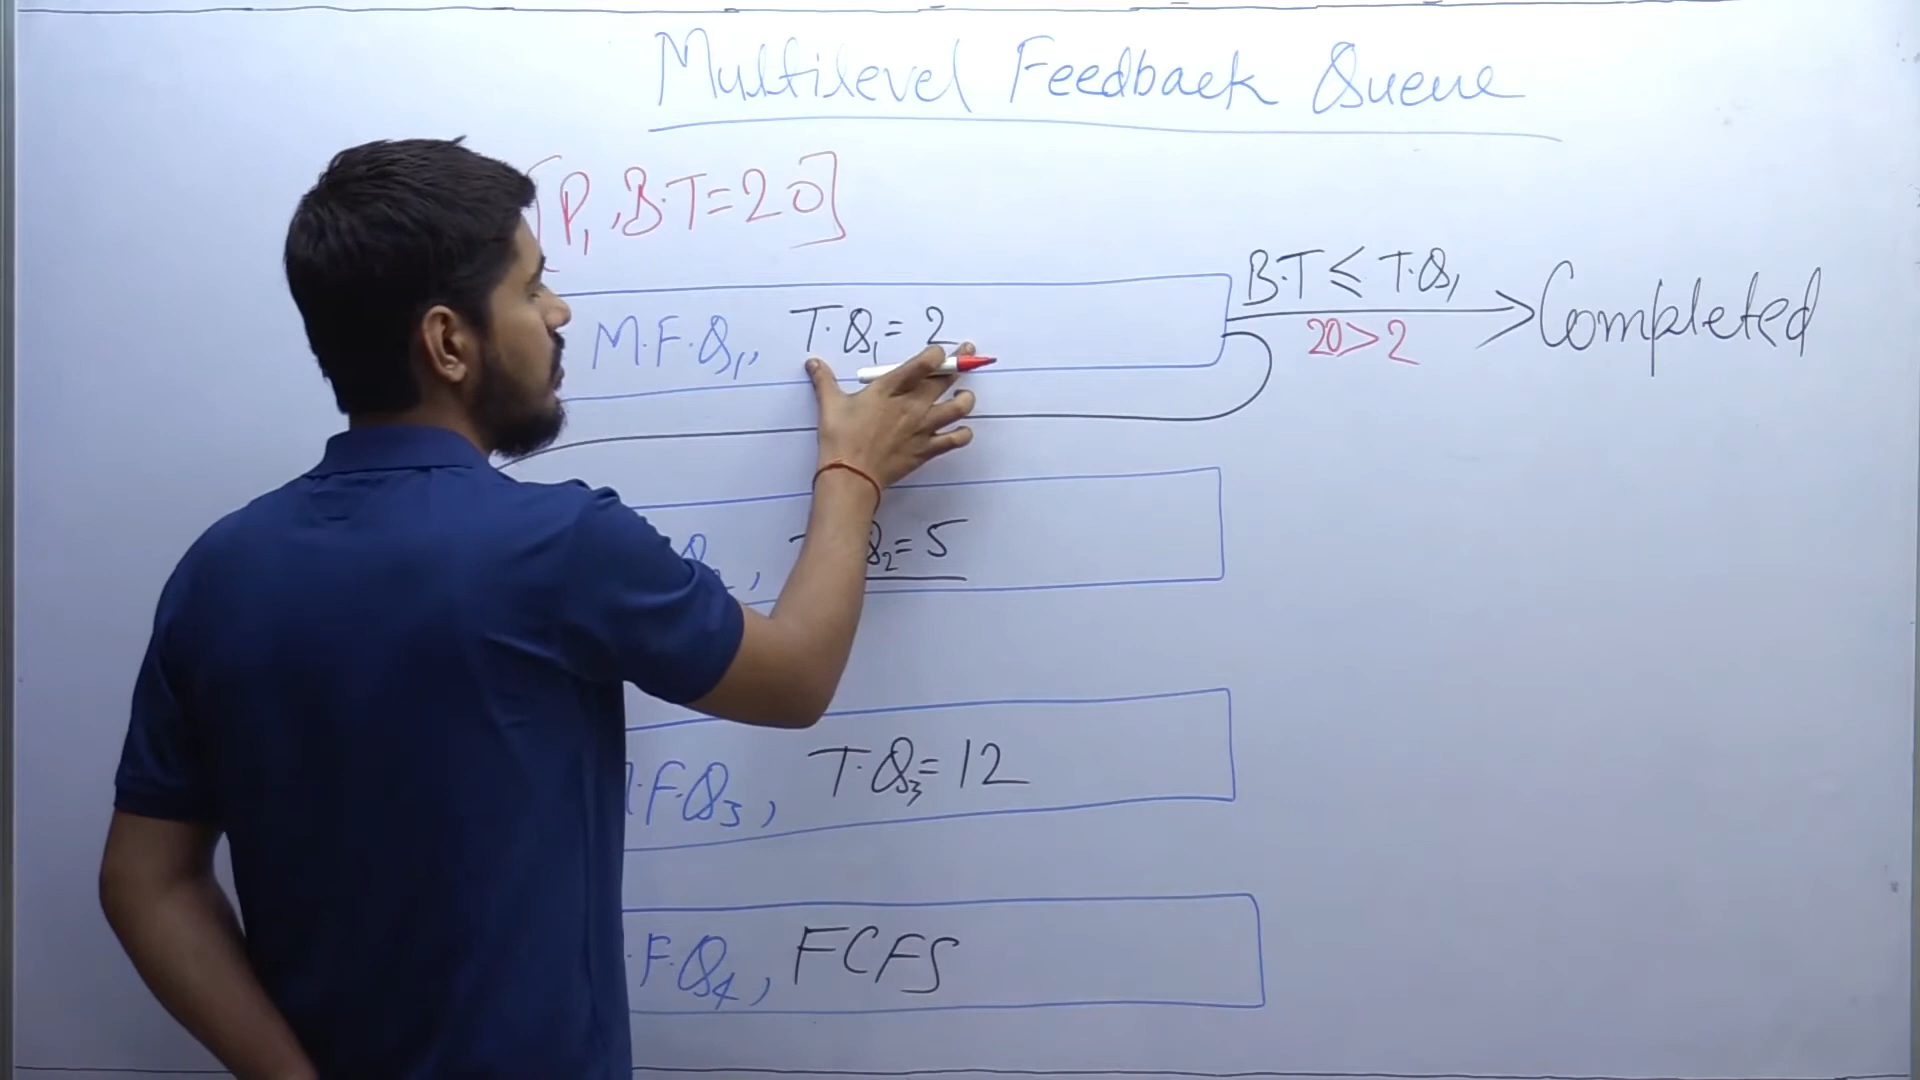 Multilevel Feedback Queue
[P1, B.T=20]
B.T ≤ T.Q1
20>2
Completed
M.F.Q1, T.Q1= 2
Q2=5
.F.Q3, T.Q3=12
.F.Q4, FCFS